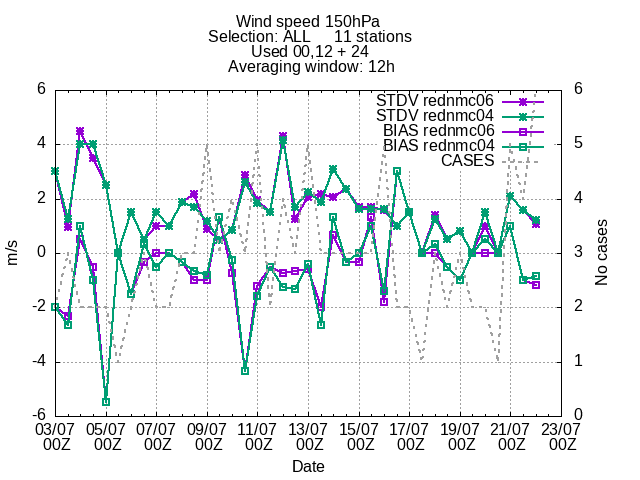 Wind speed 150hPa
Selection: ALL 11 stations
Used 00,12 + 24
Averaging window: 12h
6 6
STDV rednmc06
STDV rednmc04
BIAS rednmc06
BIAS rednmc04
CASES
4 5
2 4
0 3
-2 2
-4 1
-6 0
m/s
No cases
03/07 05/07 07/07 09/07 11/07 13/07 15/07 17/07 19/07 21/07 23/07
00Z 00Z 00Z 00Z 00Z 00Z 00Z 00Z 00Z 00Z 00Z
Date